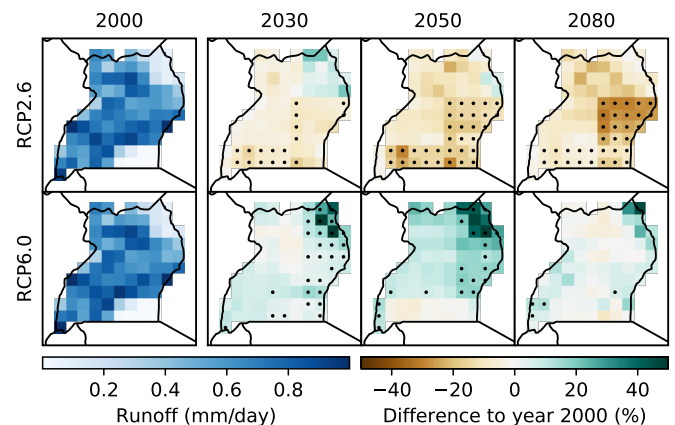 2000 2030 2050 2080
RCP2.6
RCP6.0
0.2 0.4 0.6 0.8 −40 −20 0 20 40
Runoff (mm/day) Difference to year 2000 (%)